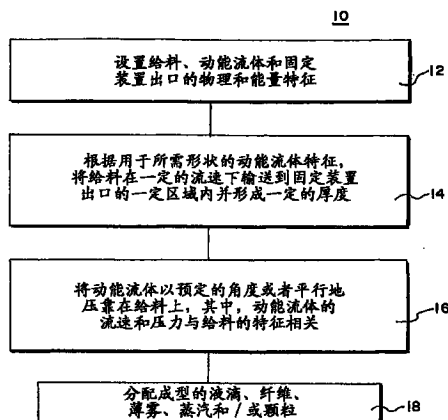 10
设置给料、动能流体和固定
装置出口的物理和能量特征
12
根据用于所需形状的动能流体特征，
将给料在一定的流速下输送到固定装置
出口的一定区域内并形成一定的厚度
14
将动能流体以预定的角度或者平行地
压靠在给料上，其中，动能流体的
流速和压力与给料的特征相关
16
分配成型的液滴、纤维、
薄雾、蒸汽和/或颗粒
18